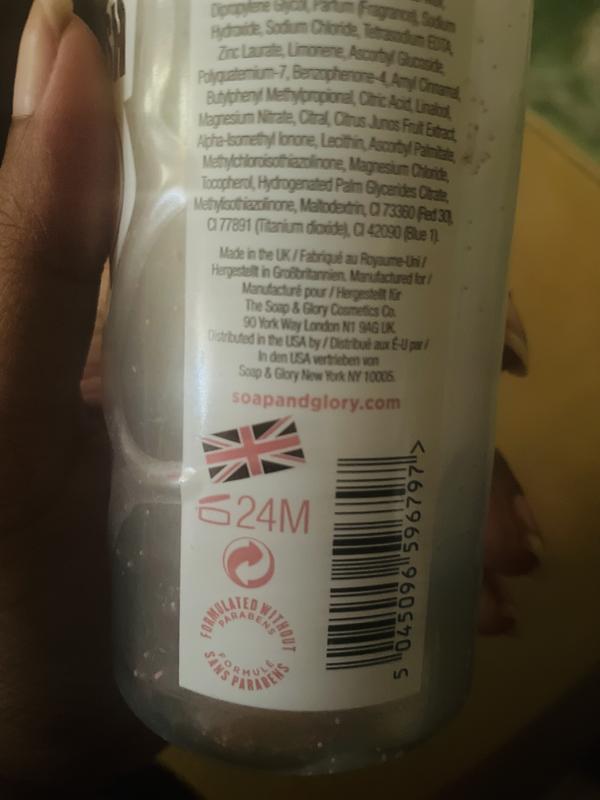 Dipropylene Glycol, Parfum (Fragrance), Sodium
Hydroxide, Sodium Chloride, Tetrasodium EDTA,
Zinc Laurate, Limonene, Ascorbyl Glucoside,
Polyquaternium-7, Benzophenone-4, Amyl Cinnamal,
Butylphenyl Methylpropional, Citric Acid, Linalool,
Magnesium Nitrate, Citral, Citrus Junos Fruit Extract,
Alpha-Isomethyl Ionone, Lecithin, Ascorbyl Palmitate,
Methylchloroisothiazolinone, Magnesium Chloride,
Tocopherol, Hydrogenated Palm Glycerides Citrate,
Methylisothiazolinone, Maltodextrin, CI 73360 (Red 30),
CI 77891 (Titanium dioxide), CI 42090 (Blue 1).
Made in the UK / Fabriqué au Royaume-Uni /
Hergestellt in Großbritannien. Manufactured for /
Manufacturé pour / Hergestellt für
The Soap & Glory Cosmetics Co.
90 York Way London N1 9AG UK.
Distributed in the USA by / Distribué aux É-U par /
In den USA vertrieben von
Soap & Glory New York NY 10005.
soapandglory.com
24M
FORMULATED WITHOUT
PARABENS
FORMULÉ
SANS PARABENS
5 045096 596797 >